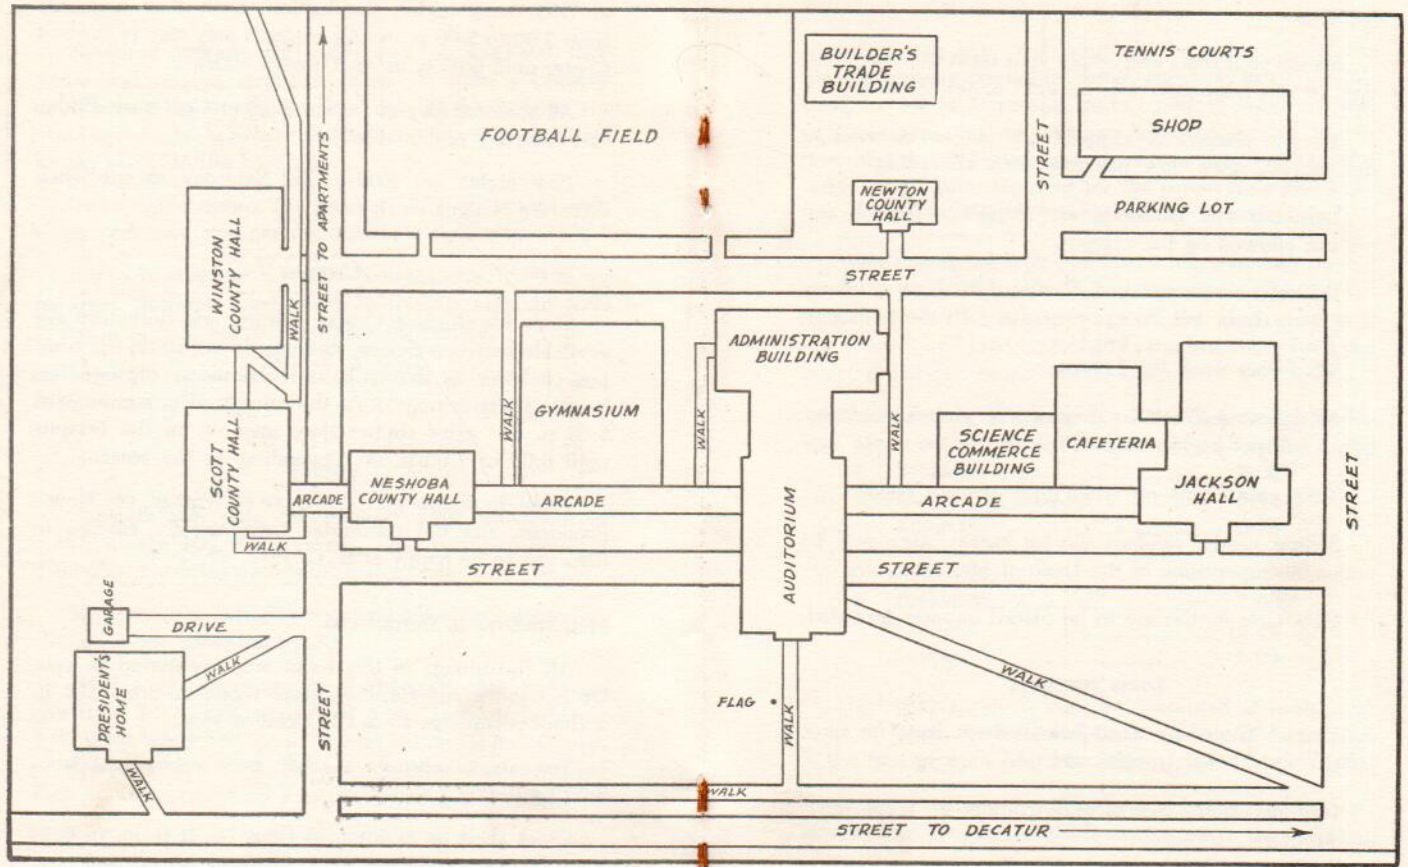 BUILDER'S
TRADE
BUILDING
TENNIS COURTS
SHOP
FOOTBALL FIELD
STREET
NEWTON
COUNTY
HALL
PARKING LOT
WINSTON
COUNTY HALL
WALK
STREET TO APARTMENTS
STREET
ADMINISTRATION
BUILDING
GYMNASIUM
WALK
WALK
WALK
SCIENCE
COMMERCE
BUILDING
CAFETERIA
SCOTT
COUNTY HALL
ARCADE
NESHOBA
COUNTY HALL
ARCADE
ARCADE
JACKSON
HALL
STREET
WALK
STREET
AUDITORIUM
STREET
GARAGE
DRIVE
WALK
PRESIDENT'S
HOME
WALK
STREET
FLAG
WALK
WALK
WALK
STREET TO DECATUR